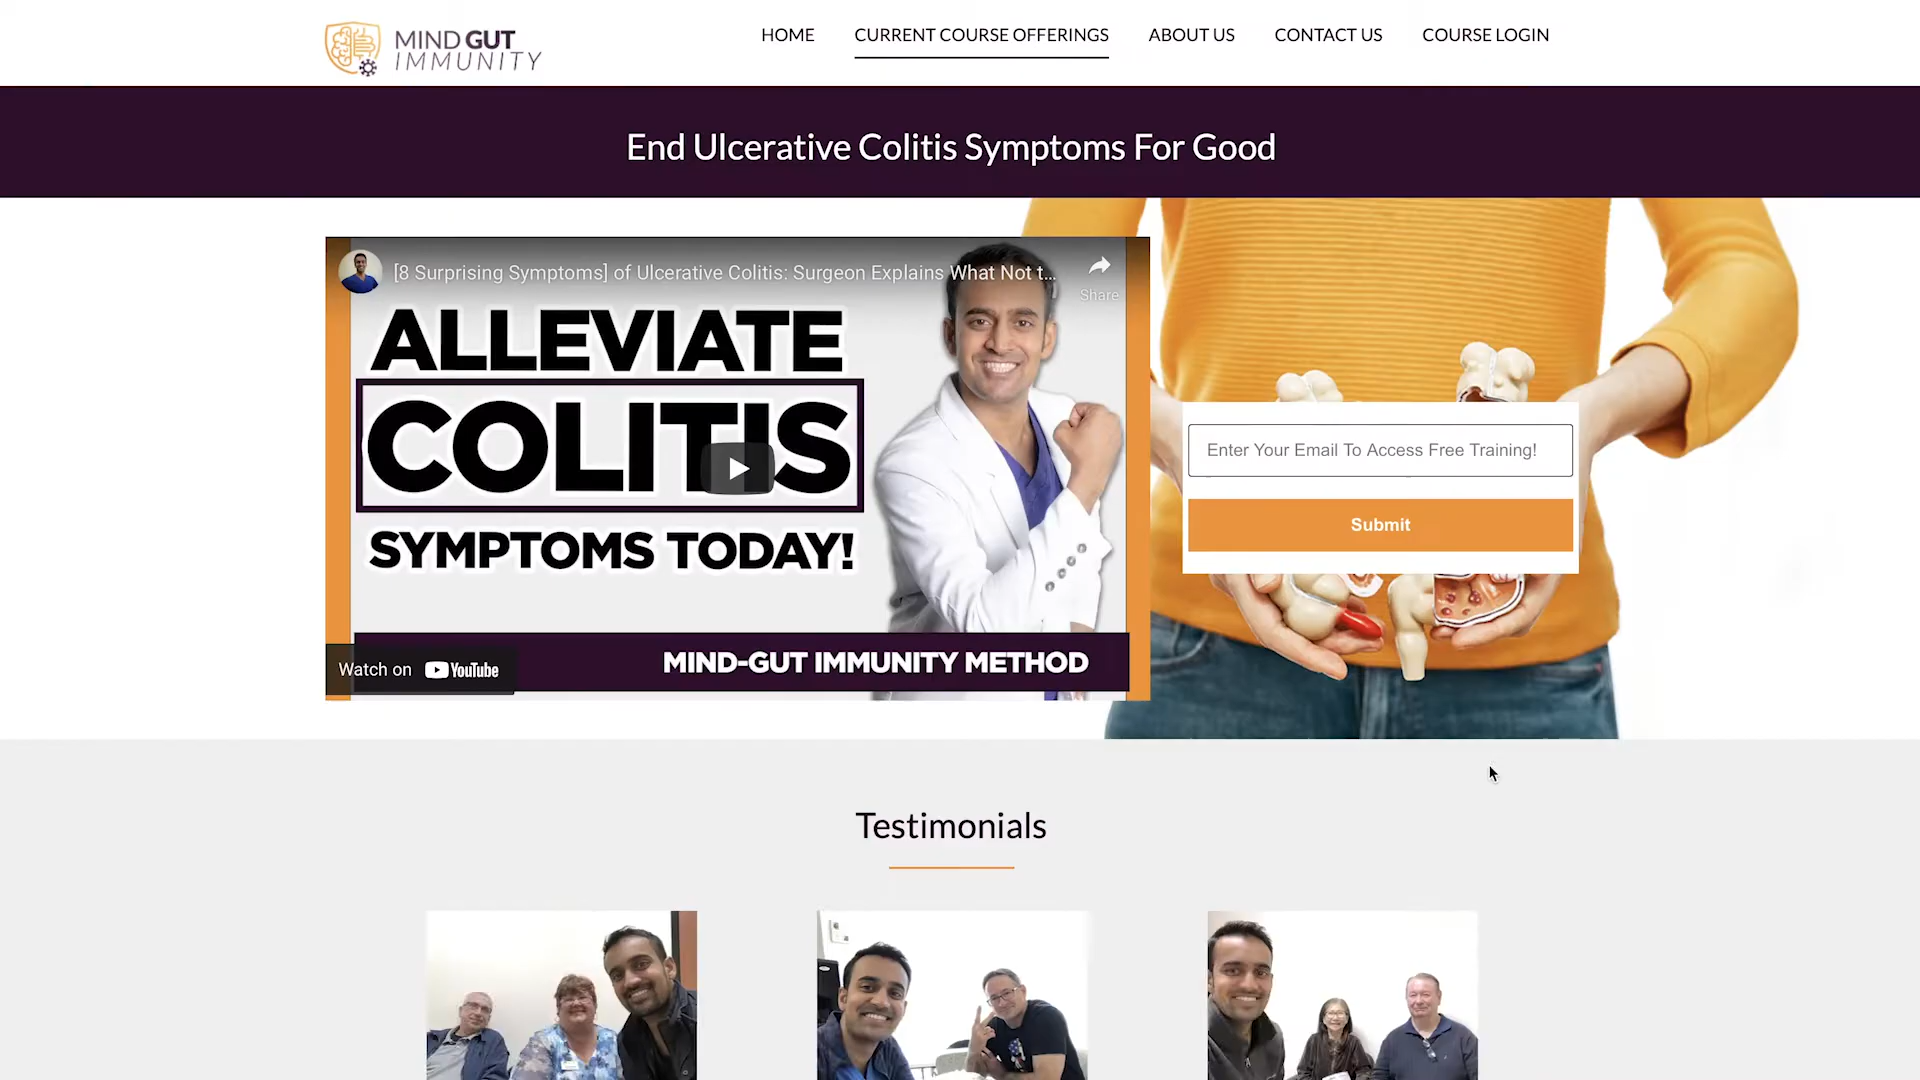 MIND GUT
IMMUNITY
HOME
CURRENT COURSE OFFERINGS
ABOUT US
CONTACT US
COURSE LOGIN
End Ulcerative Colitis Symptoms For Good
[8 Surprising Symptoms] of Ulcerative Colitis: Surgeon Explains What Not t...
Share
ALLEVIATE
COLITIS
SYMPTOMS TODAY!
MIND-GUT IMMUNITY METHOD
Watch on YouTube
Enter Your Email To Access Free Training!
Submit
Testimonials